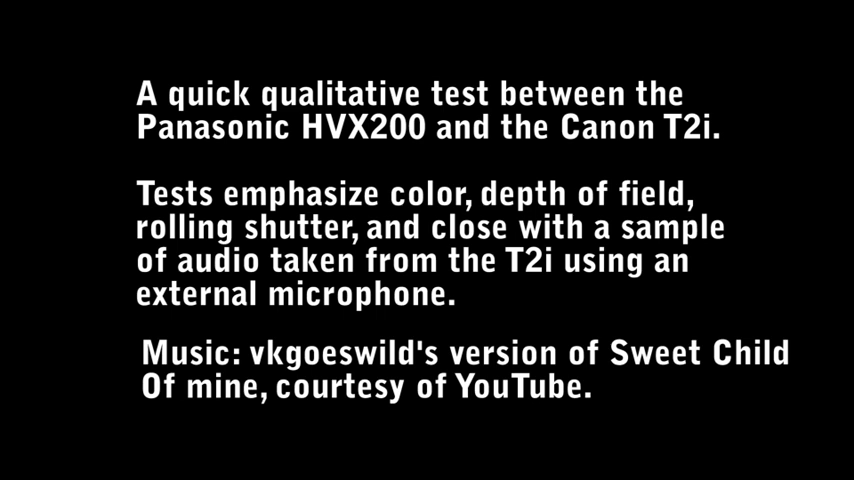 A quick qualitative test between the
Panasonic HVX200 and the Canon T2i.
Tests emphasize color, depth of field,
rolling shutter, and close with a sample
of audio taken from the T2i using an
external microphone.
Music: vkgoeswild's version of Sweet Child
Of mine, courtesy of YouTube.